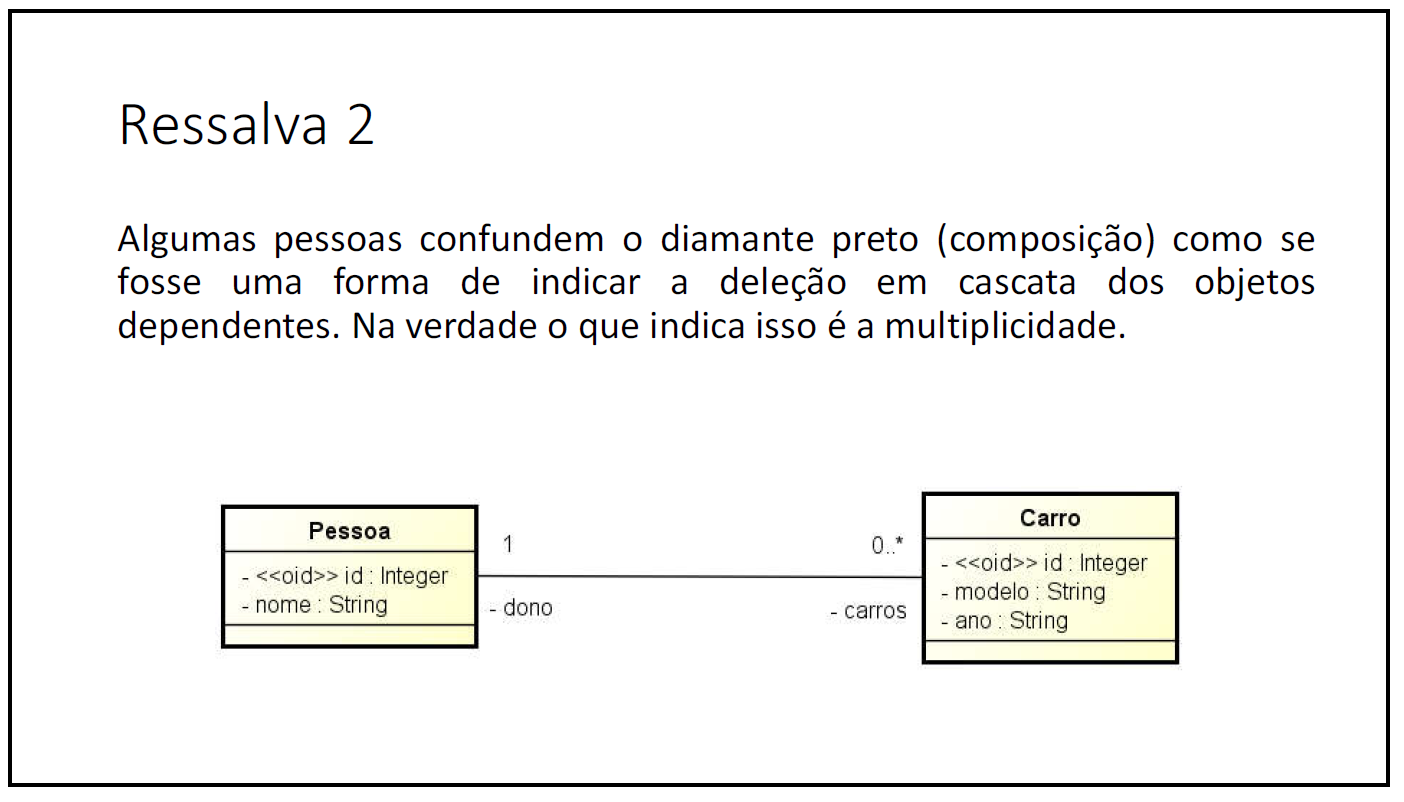 Ressalva 2
Algumas pessoas confundem o diamante preto (composição) como se
fosse uma forma de indicar a deleção em cascata dos objetos
dependentes. Na verdade o que indica isso é a multiplicidade.
Pessoa
- <<oid>> id : Integer
- nome : String
1
- dono
0..*
- carros
Carro
- <<oid>> id : Integer
- modelo : String
- ano : String